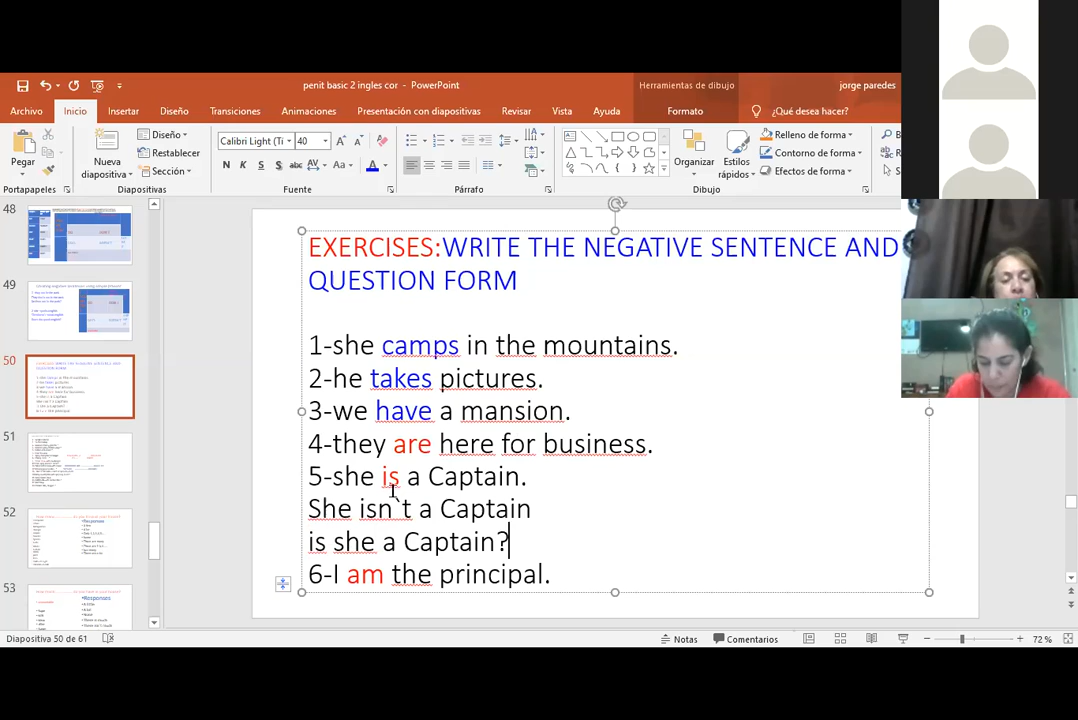 penit basic 2 ingles cor - PowerPoint
Herramientas de dibujo
jorge paredes
Archivo Inicio Insertar Diseño Transiciones Animaciones Presentación con diapositivas Revisar Vista Ayuda Formato ¿Qué desea hacer?
Pegar
Nueva diapositiva
Diseño
Restablecer
Sección
Calibri Light (Ti 40
N K S abc AV Aa A
Organizar
Estilos rápidos
Relleno de forma
Contorno de forma
Efectos de forma
Portapapeles Diapositivas Fuente Párrafo Dibujo
48
49
50
51
52
53
EXERCISES:WRITE THE NEGATIVE SENTENCE AND
QUESTION FORM
1-she camps in the mountains.
2-he takes pictures.
3-we have a mansion.
4-they are here for business.
5-she is a Captain.
She isn`t a Captain
is she a Captain?
6-I am the principal.
Diapositiva 50 de 61
Notas Comentarios 72 %